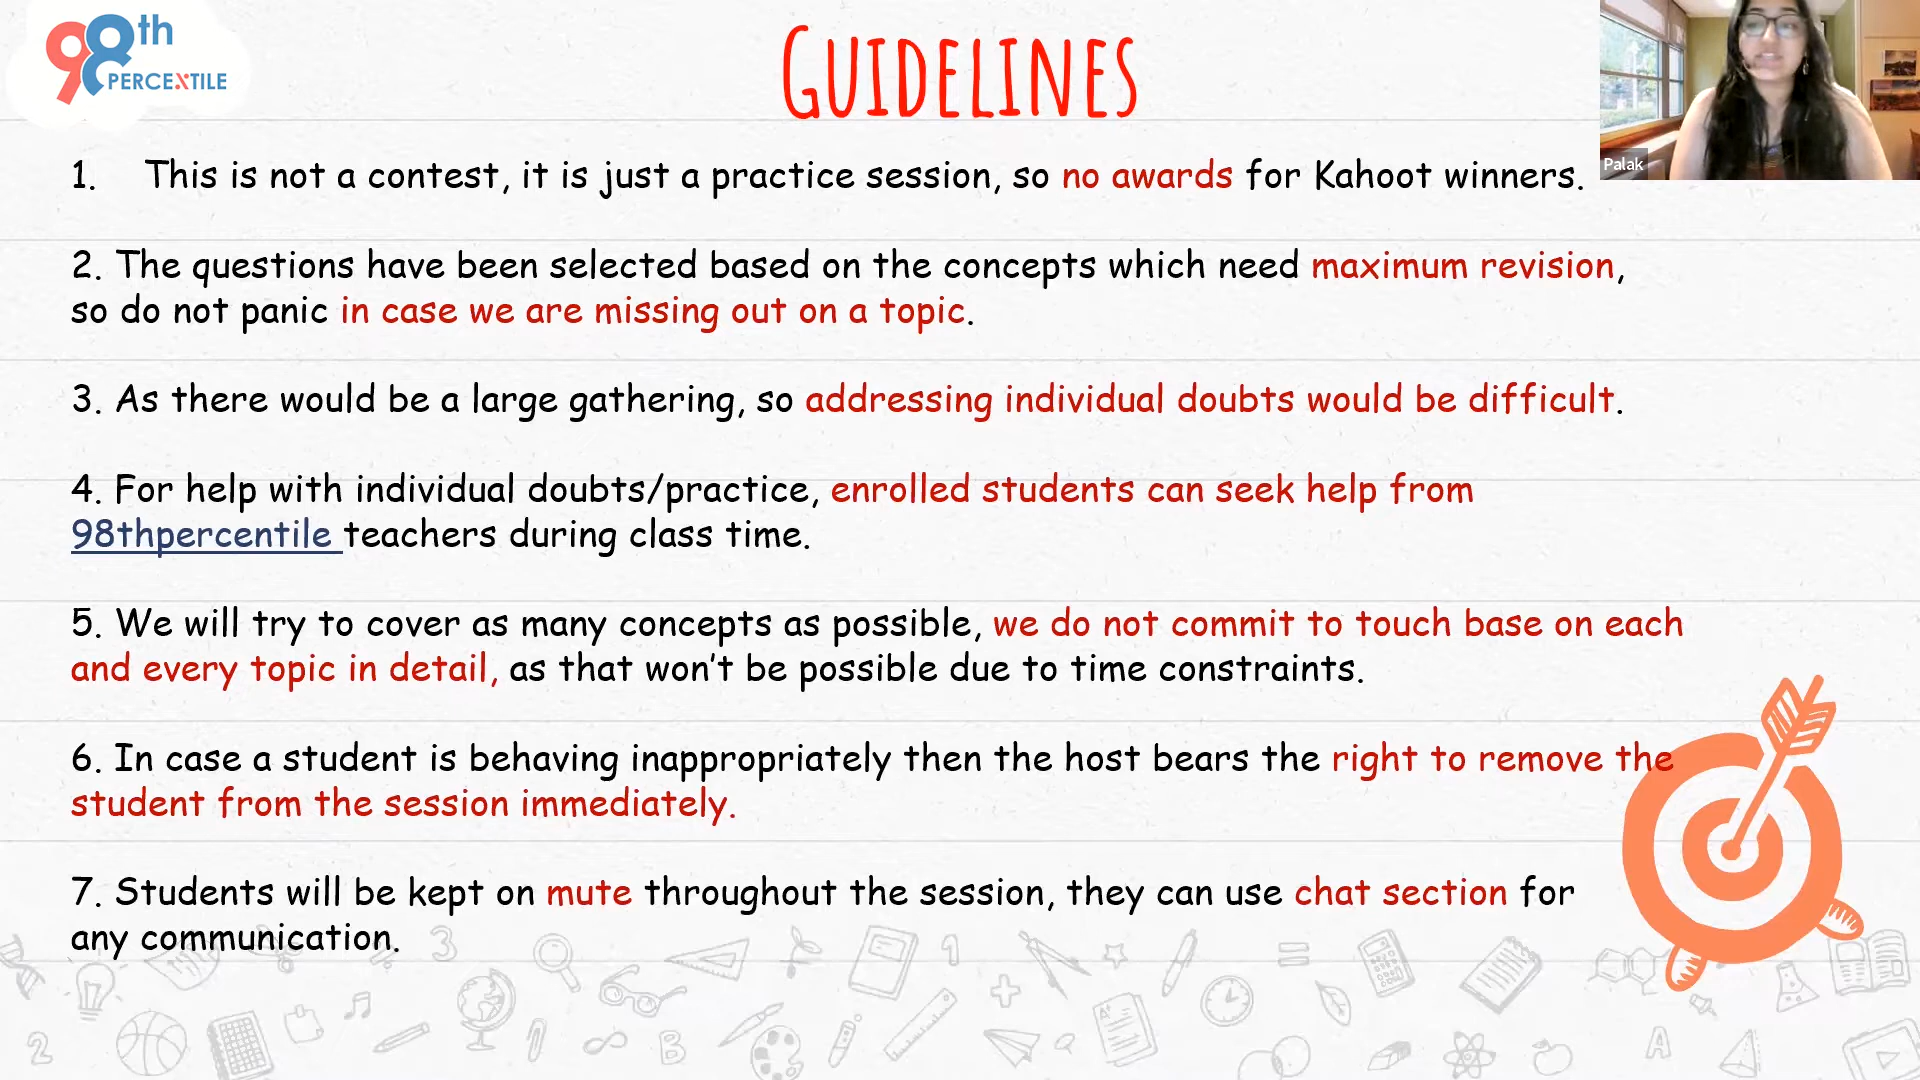 98th
PERCEXTILE
GUIDELINES
Palak
1. This is not a contest, it is just a practice session, so no awards for Kahoot winners.
2. The questions have been selected based on the concepts which need maximum revision,
so do not panic in case we are missing out on a topic.
3. As there would be a large gathering, so addressing individual doubts would be difficult.
4. For help with individual doubts/practice, enrolled students can seek help from
98thpercentile teachers during class time.
5. We will try to cover as many concepts as possible, we do not commit to touch base on each
and every topic in detail, as that won't be possible due to time constraints.
6. In case a student is behaving inappropriately then the host bears the right to remove the
student from the session immediately.
7. Students will be kept on mute throughout the session, they can use chat section for
any communication.
3
1
2
B
A+
A